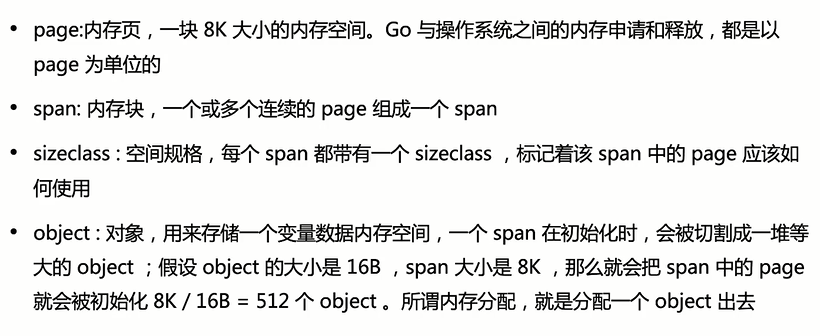 • page:内存页，一块 8K 大小的内存空间。Go 与操作系统之间的内存申请和释放，都是以
page 为单位的
• span: 内存块，一个或多个连续的 page 组成一个 span
• sizeclass : 空间规格，每个 span 都带有一个 sizeclass ，标记着该 span 中的 page 应该如
何使用
• object : 对象，用来存储一个变量数据内存空间，一个 span 在初始化时，会被切割成一堆等
大的 object ；假设 object 的大小是 16B ，span 大小是 8K ，那么就会把 span 中的 page
就会被初始化 8K / 16B = 512 个 object 。所谓内存分配，就是分配一个 object 出去